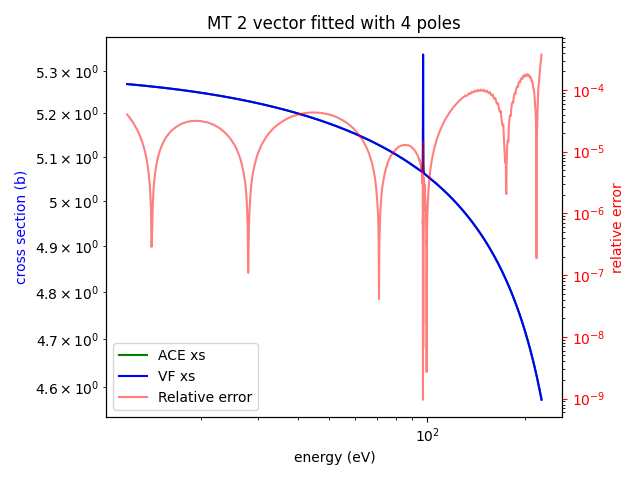 MT 2 vector fitted with 4 poles
5.3 × 10⁰
5.2 × 10⁰
5.1 × 10⁰
5 × 10⁰
4.9 × 10⁰
4.8 × 10⁰
4.7 × 10⁰
4.6 × 10⁰
cross section (b)
10⁻⁴
10⁻⁵
10⁻⁶
10⁻⁷
10⁻⁸
10⁻⁹
relative error
ACE xs
VF xs
Relative error
10²
energy (eV)